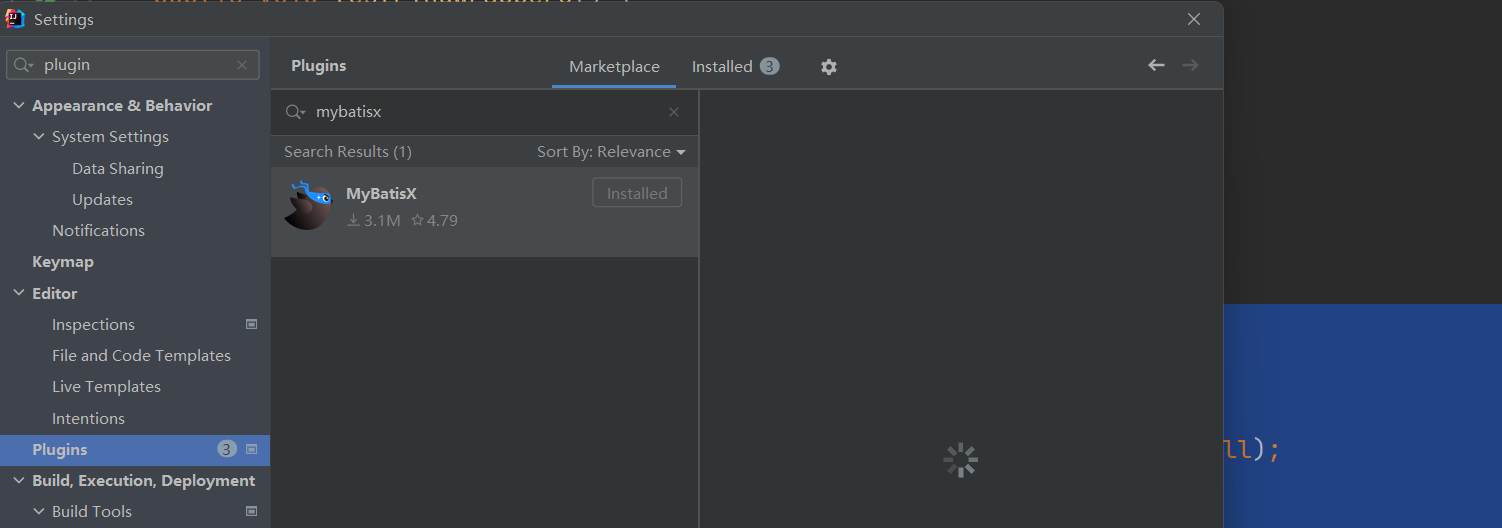 Settings
plugin
Plugins
Marketplace
Installed 3
Appearance & Behavior
System Settings
Data Sharing
Updates
Notifications
Keymap
Editor
Inspections
File and Code Templates
Live Templates
Intentions
Plugins 3
Build, Execution, Deployment
Build Tools
mybatisx
Search Results (1)
Sort By: Relevance
MyBatisX
Installed
3.1M 4.79
ll);